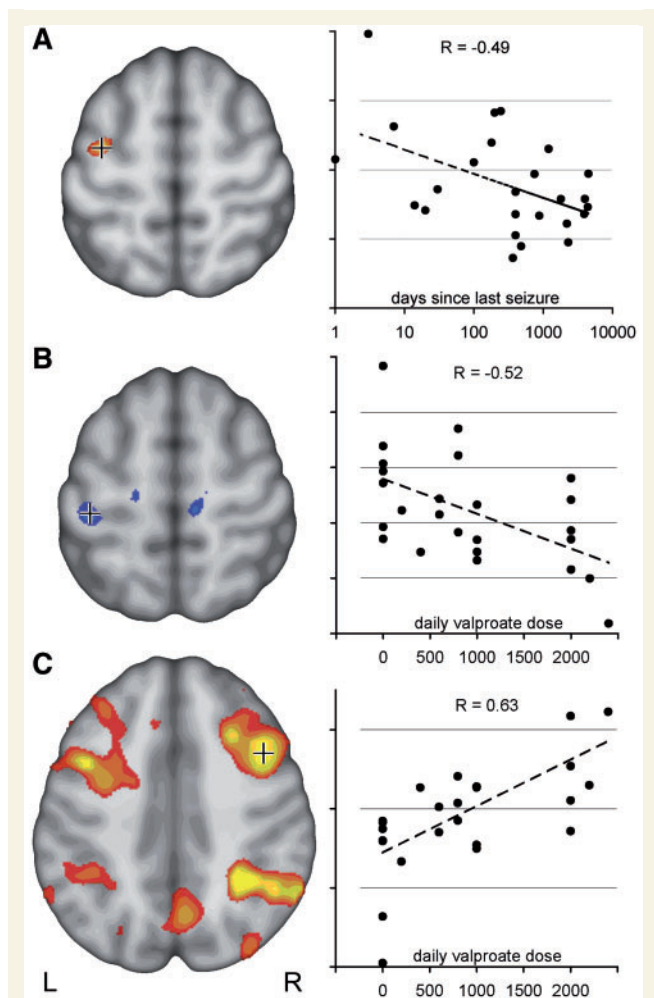 A
R = -0.49
days since last seizure
1 10 100 1000 10000
B
R = -0.52
daily valproate dose
0 500 1000 1500 2000
C
R = 0.63
daily valproate dose
L R
0 500 1000 1500 2000